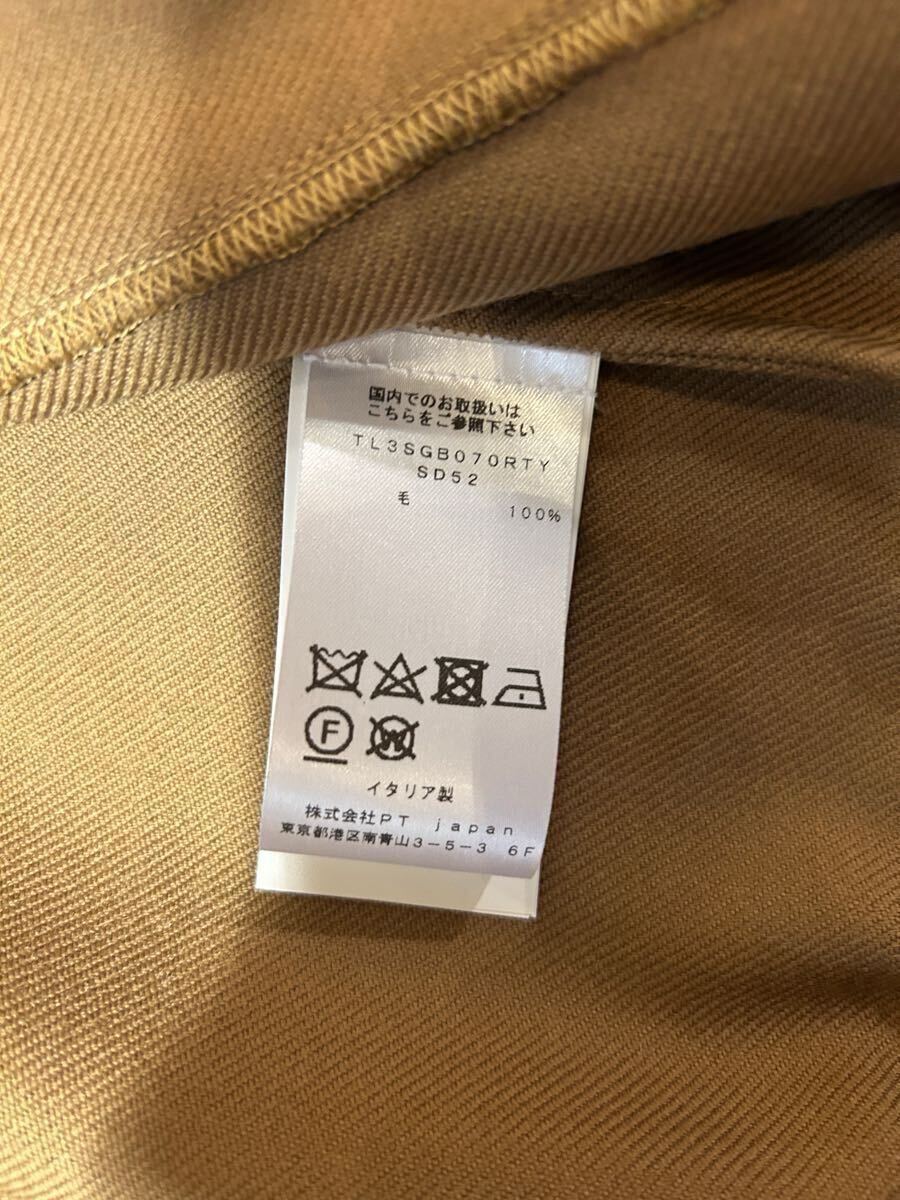 国内でのお取扱いは
こちらをご参照下さい
TL3SGB070RTY
SD52
毛 100%
F
W
イタリア製
株式会社PT japan
東京都港区南青山3-5-3 6F